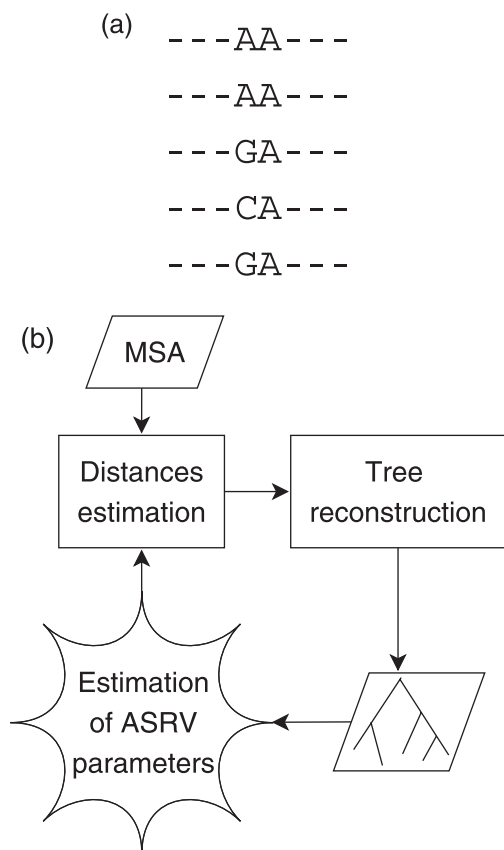 (a)
- - - AA - - -
- - - AA - - -
- - - GA - - -
- - - CA - - -
- - - GA - - -
(b)
MSA
Distances
estimation
Tree
reconstruction
Estimation
of ASRV
parameters